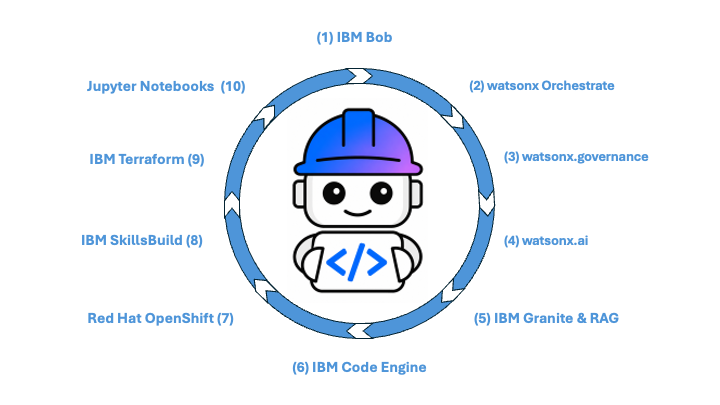 (1) IBM Bob
(2) watsonx Orchestrate
(3) watsonx.governance
(4) watsonx.ai
(5) IBM Granite & RAG
(6) IBM Code Engine
Red Hat OpenShift (7)
IBM SkillsBuild (8)
IBM Terraform (9)
Jupyter Notebooks (10)
</>